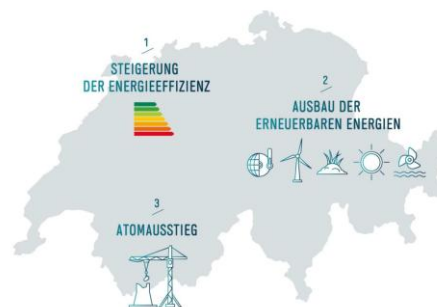 1
STEIGERUNG
DER ENERGIEEFFIZIENZ
2
AUSBAU DER
ERNEUERBAREN ENERGIEN
3
ATOMAUSSTIEG